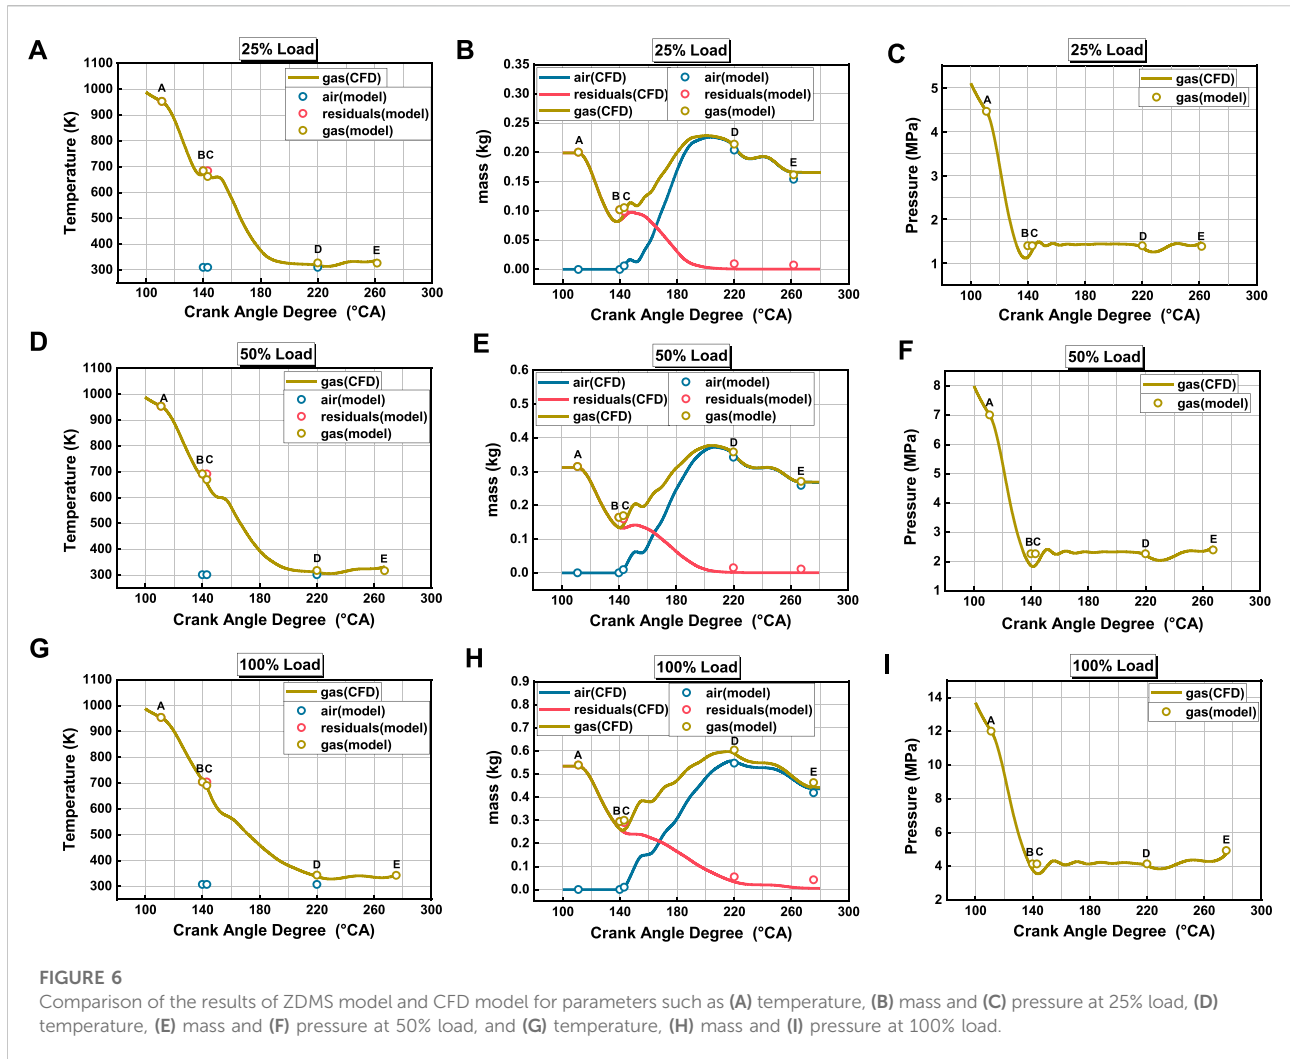 A
25% Load
1100
1000
900
800
700
600
500
400
300
Temperature (K)
gas(CFD)
air(model)
residuals(model)
gas(model)
A
BC
D
E
100 140 180 220 260 300
Crank Angle Degree (°CA)
B
25% Load
0.35
0.30
0.25
0.20
0.15
0.10
0.05
0.00
mass (kg)
air(CFD)
residuals(CFD)
gas(CFD)
air(model)
residuals(model)
gas(model)
A
B C
D
E
100 140 180 220 260 300
Crank Angle Degree (°CA)
C
25% Load
5
4
3
2
1
Pressure (MPa)
gas(CFD)
gas(model)
A
BC
D
E
100 140 180 220 260 300
Crank Angle Degree (°CA)
D
50% Load
1100
1000
900
800
700
600
500
400
300
Temperature (K)
gas(CFD)
air(model)
residuals(model)
gas(model)
A
BC
D
E
100 140 180 220 260 300
Crank Angle Degree (°CA)
E
50% Load
0.6
0.5
0.4
0.3
0.2
0.1
0.0
mass (kg)
air(CFD)
residuals(CFD)
gas(CFD)
air(model)
residuals(model)
gas(modle)
A
B C
D
E
100 140 180 220 260 300
Crank Angle Degree (°CA)
F
50% Load
8
7
6
5
4
3
2
1
Pressure (MPa)
gas(CFD)
gas(model)
A
BC
D
E
100 140 180 220 260 300
Crank Angle Degree (°CA)
G
100% Load
1100
1000
900
800
700
600
500
400
300
Temperature (K)
gas(CFD)
air(model)
residuals(model)
gas(model)
A
BC
D
E
100 140 180 220 260 300
Crank Angle Degree (°CA)
H
100% Load
0.9
0.8
0.7
0.6
0.5
0.4
0.3
0.2
0.1
0.0
mass (kg)
air(CFD)
residuals(CFD)
gas(CFD)
air(model)
residuals(model)
gas(model)
A
B C
D
E
100 140 180 220 260 300
Crank Angle Degree (°CA)
I
100% Load
14
12
10
8
6
4
2
Pressure (MPa)
gas(CFD)
gas(model)
A
B C
D
E
100 140 180 220 260 300
Crank Angle Degree (°CA)
FIGURE 6
Comparison of the results of ZDMS model and CFD model for parameters such as (A) temperature, (B) mass and (C) pressure at 25% load, (D)
temperature, (E) mass and (F) pressure at 50% load, and (G) temperature, (H) mass and (I) pressure at 100% load.